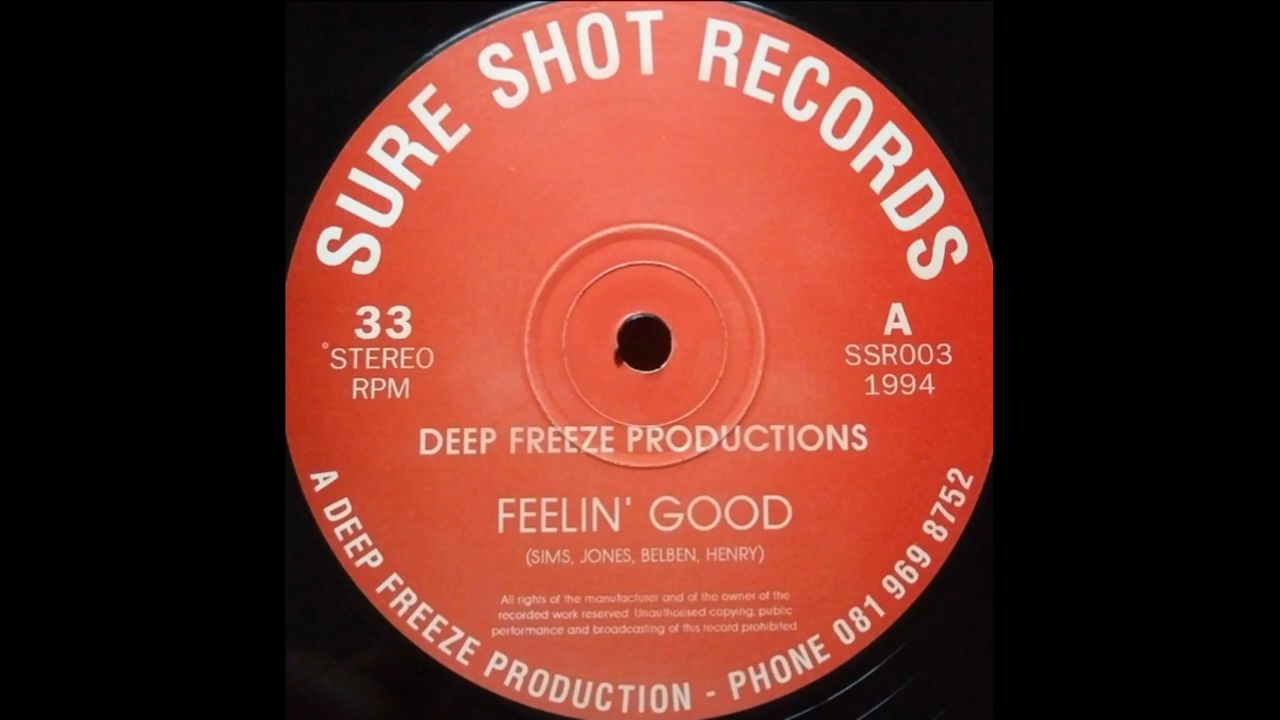 SURE SHOT RECORDS
33
STEREO
RPM
A
SSR003
1994
DEEP FREEZE PRODUCTIONS
FEELIN' GOOD
(SIMS, JONES, BELBEN, HENRY)
All rights of the manufacturer and of the owner of the
recorded work reserved. Unauthorised copying, public
performance and broadcasting of this record prohibited
A DEEP FREEZE PRODUCTION - PHONE 081 969 8752